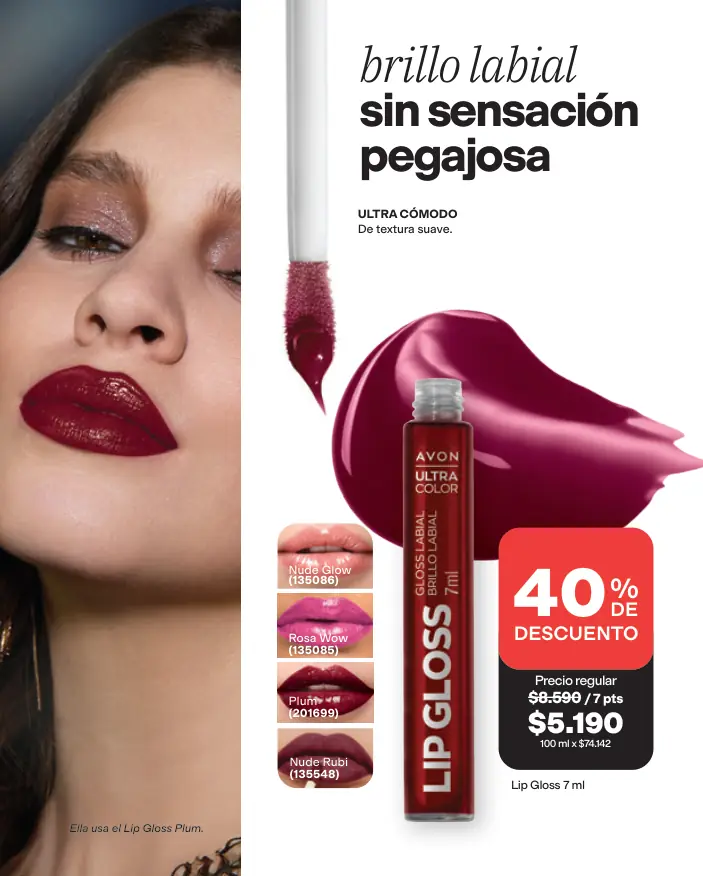 brillo labial
sin sensación
pegajosa
ULTRA CÓMODO
De textura suave.
AVON
ULTRA
COLOR
GLOSS LABIAL
BRILLO LABIAL
7ml
LIP GLOSS
Nude Glow
(135086)
Rosa Wow
(135085)
Plum
(201699)
Nude Rubi
(135548)
40%
DE
DESCUENTO
Precio regular
$8.590 / 7 pts
$5.190
100 ml x $74.142
Lip Gloss 7 ml
Ella usa el Lip Gloss Plum.